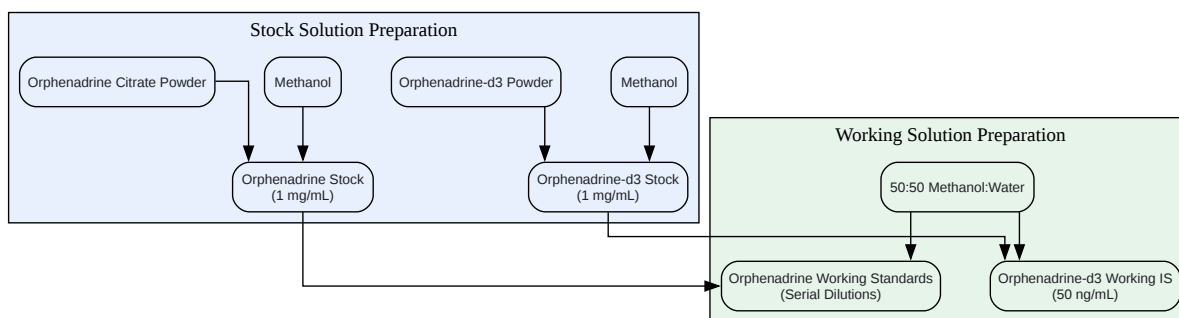 Stock Solution Preparation
Orphenadrine Citrate Powder
Methanol
Orphenadrine-d3 Powder
Methanol
Orphenadrine Stock
(1 mg/mL)
Orphenadrine-d3 Stock
(1 mg/mL)
Working Solution Preparation
50:50 Methanol:Water
Orphenadrine Working Standards
(Serial Dilutions)
Orphenadrine-d3 Working IS
(50 ng/mL)